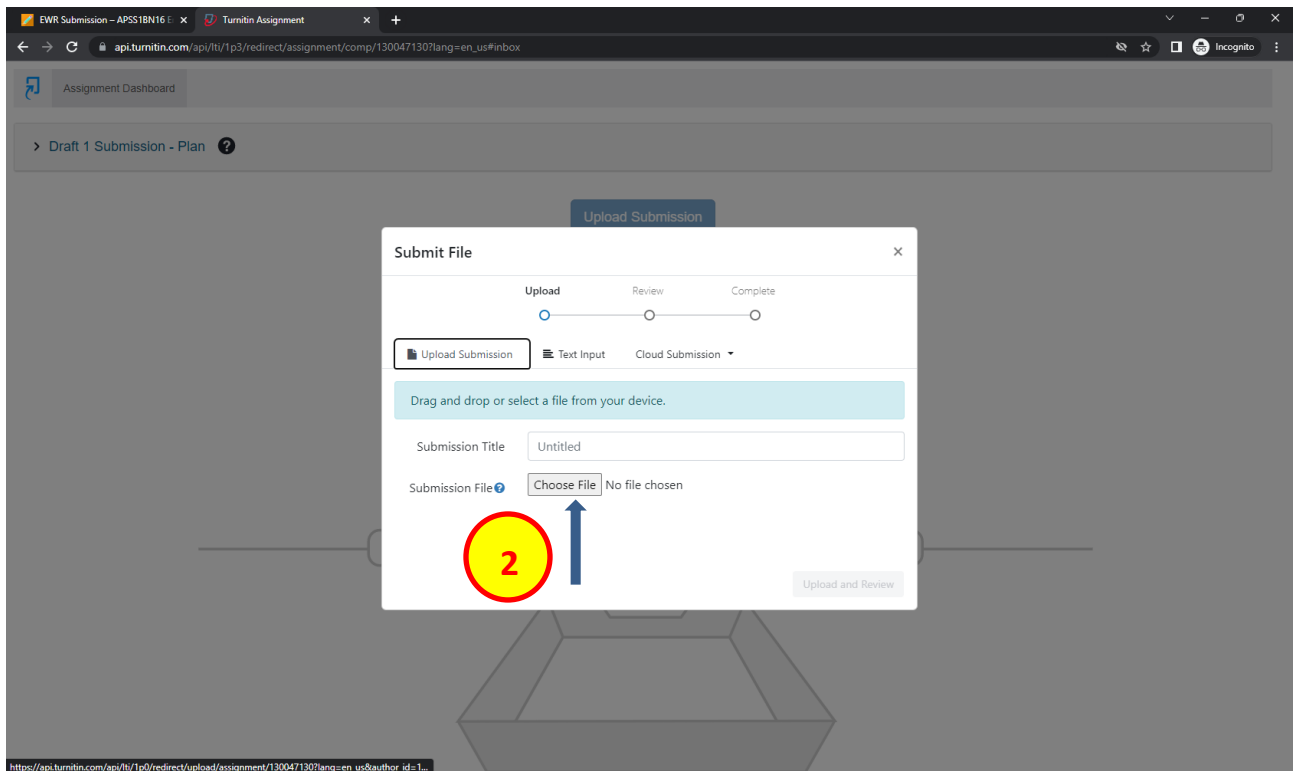 EWR Submission – APSS1BN16 E
Turnitin Assignment
api.turnitin.com/api/lti/1p3/redirect/assignment/comp/130047130?lang=en_us#inbox
Incognito
Assignment Dashboard
Draft 1 Submission - Plan ?
Upload Submission
Submit File
Upload Review Complete
Upload Submission Text Input Cloud Submission
Drag and drop or select a file from your device.
Submission Title Untitled
Submission File ? Choose File No file chosen
2
Upload and Review
https://api.turnitin.com/api/lti/1p0/redirect/upload/assignment/130047130?lang=en_us&author_id=1...